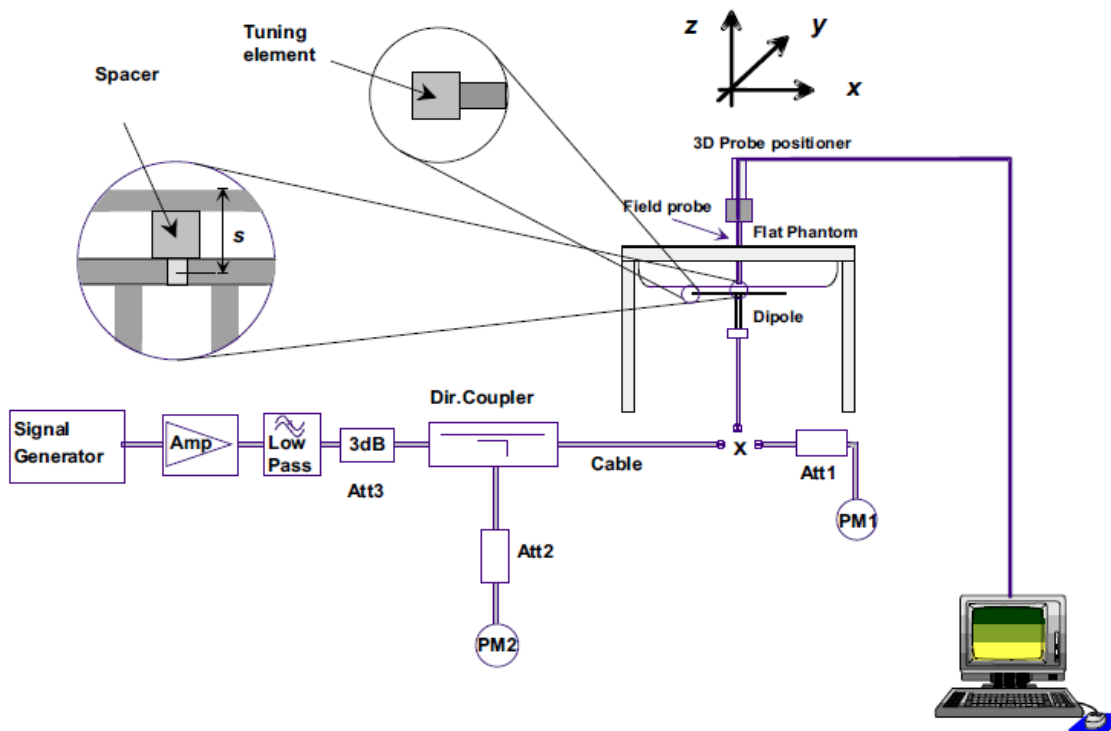 Tuning
element
Spacer
s
z
y
x
3D Probe positioner
Field probe
Flat Phantom
Dipole
Dir.Coupler
Signal
Generator
Amp
Low
Pass
3dB
Att3
Cable
X
Att1
PM1
Att2
PM2